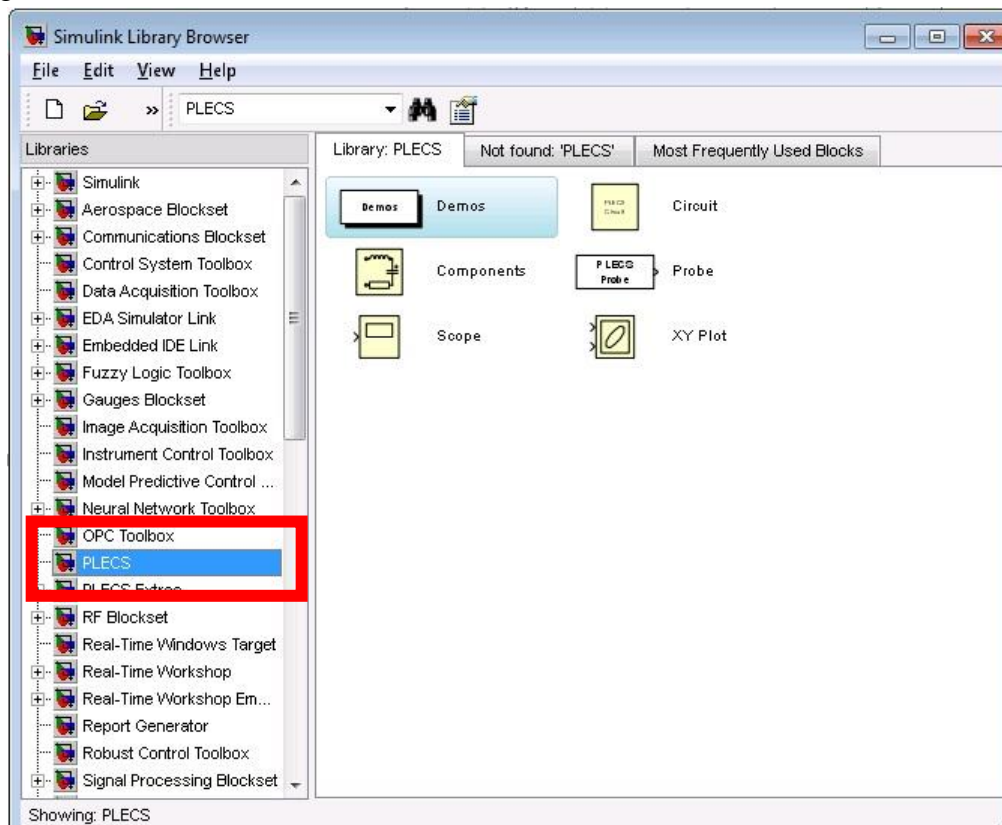 Simulink Library Browser
File Edit View Help
» PLECS
Libraries
Library: PLECS Not found: 'PLECS' Most Frequently Used Blocks
Simulink
Aerospace Blockset
Communications Blockset
Control System Toolbox
Data Acquisition Toolbox
EDA Simulator Link
Embedded IDE Link
Fuzzy Logic Toolbox
Gauges Blockset
Image Acquisition Toolbox
Instrument Control Toolbox
Model Predictive Control ...
Neural Network Toolbox
OPC Toolbox
PLECS
PLECS Extras
RF Blockset
Real-Time Windows Target
Real-Time Workshop
Real-Time Workshop Em...
Report Generator
Robust Control Toolbox
Signal Processing Blockset
Demos Demos
PLECS
Circuit
Circuit
Components
PLECS
Probe
Probe
Scope
XY Plot
Showing: PLECS